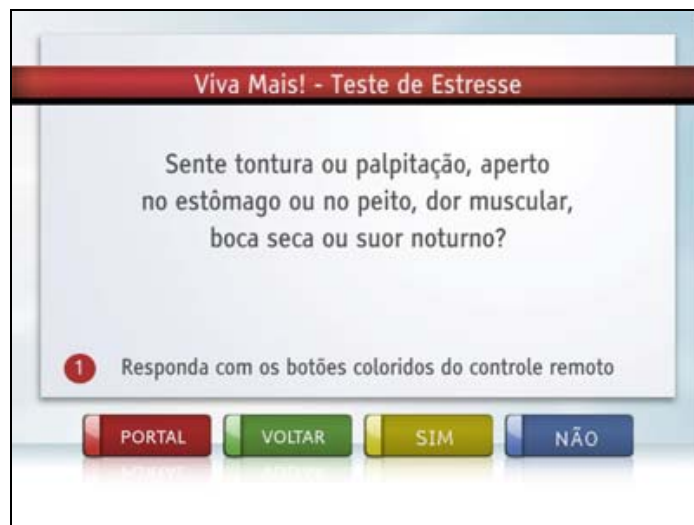 Viva Mais! - Teste de Estresse
Sente tontura ou palpitação, aperto
no estômago ou no peito, dor muscular,
boca seca ou suor noturno?
1 Responda com os botões coloridos do controle remoto
PORTAL VOLTAR SIM NÃO